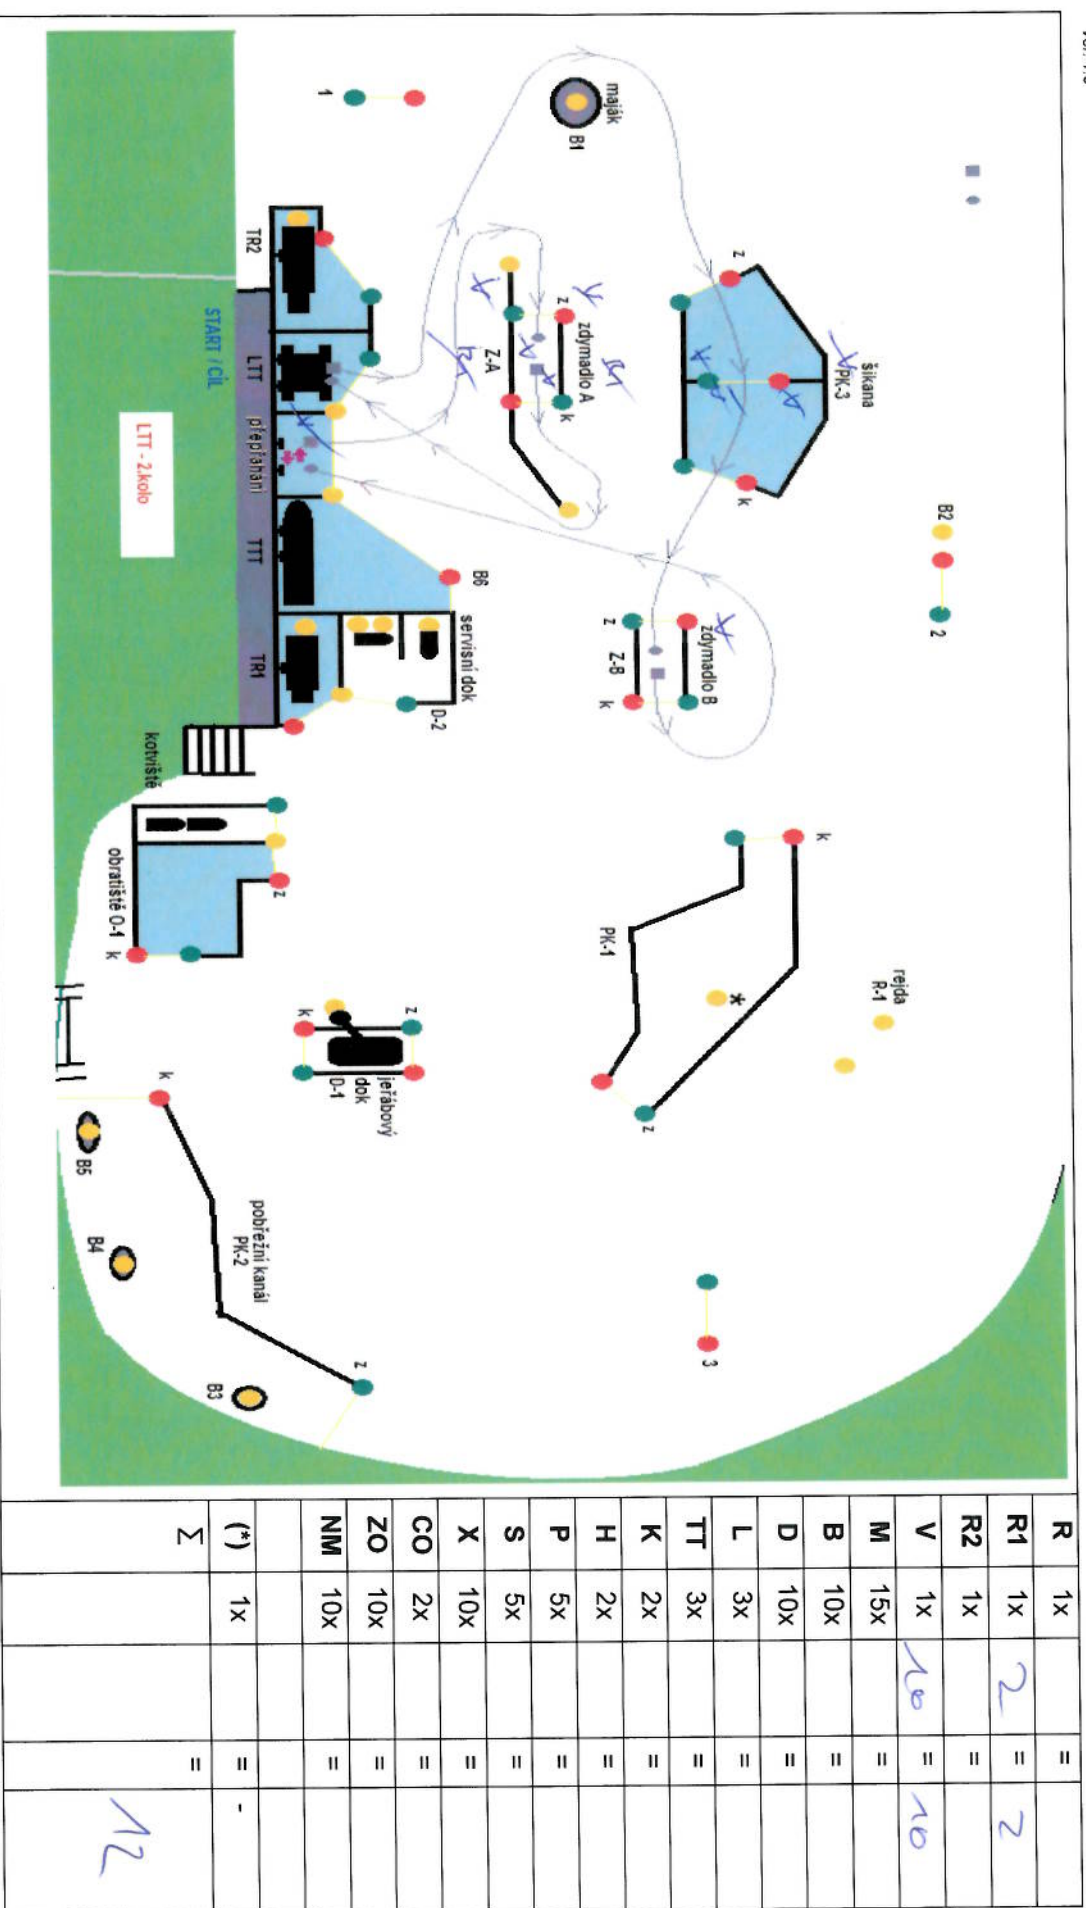 maják
B1
1
TR2
START / CÍL
LTT
přepřahání
TTT
TR1
LTT - 2.kolo
z
zdymadlo A
Z-A
k
z
šikana
PK-3
k
B2
2
B6
servisní dok
D-2
z
zdymadlo B
Z-B
k
kotviště
obratiště O-1
z
k
PK-1
k
*
z
rejda
R-1
z
jeřábový
dok
D-1
k
k
B5
B4
pobřežní kanál
PK-2
z
B3
3
R 1x =
R1 1x 2 = 2
R2 1x =
V 1x 10 = 10
M 15x =
B 10x =
D 10x =
L 3x =
TT 3x =
K 2x =
H 2x =
P 5x =
S 5x =
X 10x =
CO 2x =
ZO 10x =
NM 10x =
(*) 1x = -
Σ = 12